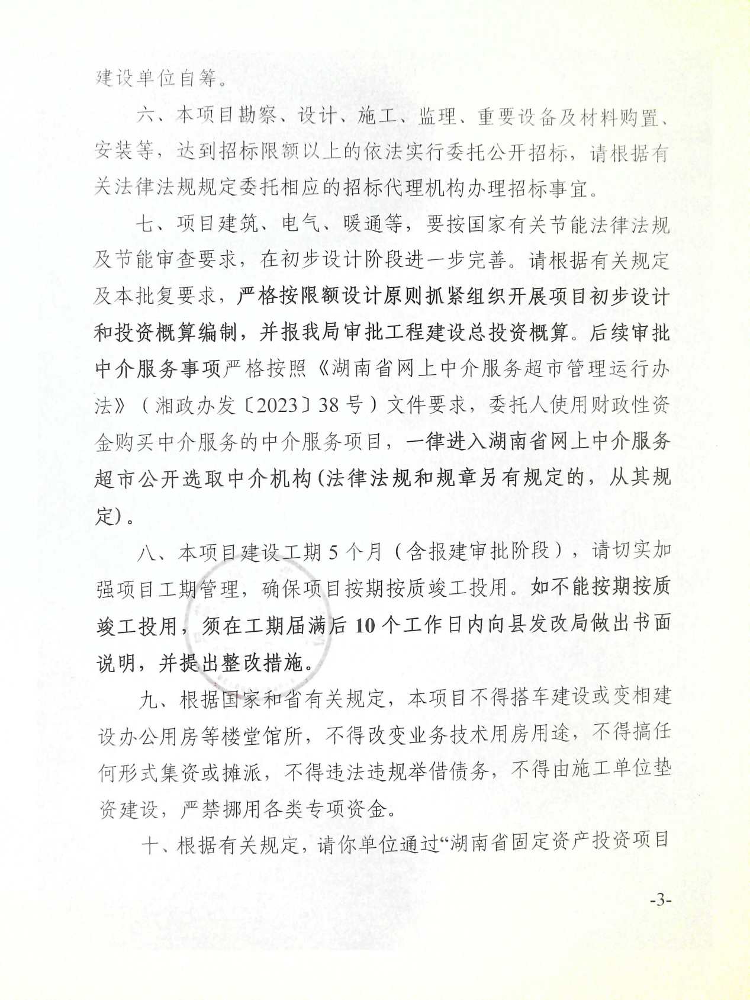 建设单位自筹。
六、本项目勘察、设计、施工、监理、重要设备及材料购置、
安装等，达到招标限额以上的依法实行委托公开招标，请根据有
关法律法规规定委托相应的招标代理机构办理招标事宜。
七、项目建筑、电气、暖通等，要按国家有关节能法律法规
及节能审查要求，在初步设计阶段进一步完善。请根据有关规定
及本批复要求，严格按限额设计原则抓紧组织开展项目初步设计
和投资概算编制，并报我局审批工程建设总投资概算。后续审批
中介服务事项严格按照《湖南省网上中介服务超市管理运行办
法》（湘政办发〔2023〕38号）文件要求，委托人使用财政性资
金购买中介服务的中介服务项目，一律进入湖南省网上中介服务
超市公开选取中介机构(法律法规和规章另有规定的，从其规
定)。
八、本项目建设工期5个月（含报建审批阶段），请切实加
强项目工期管理，确保项目按期按质竣工投用。如不能按期按质
竣工投用，须在工期届满后10个工作日内向县发改局做出书面
说明，并提出整改措施。
九、根据国家和省有关规定，本项目不得搭车建设或变相建
设办公用房等楼堂馆所，不得改变业务技术用房用途，不得搞任
何形式集资或摊派，不得违法违规举借债务，不得由施工单位垫
资建设，严禁挪用各类专项资金。
十、根据有关规定，请你单位通过“湖南省固定资产投资项目
-3-